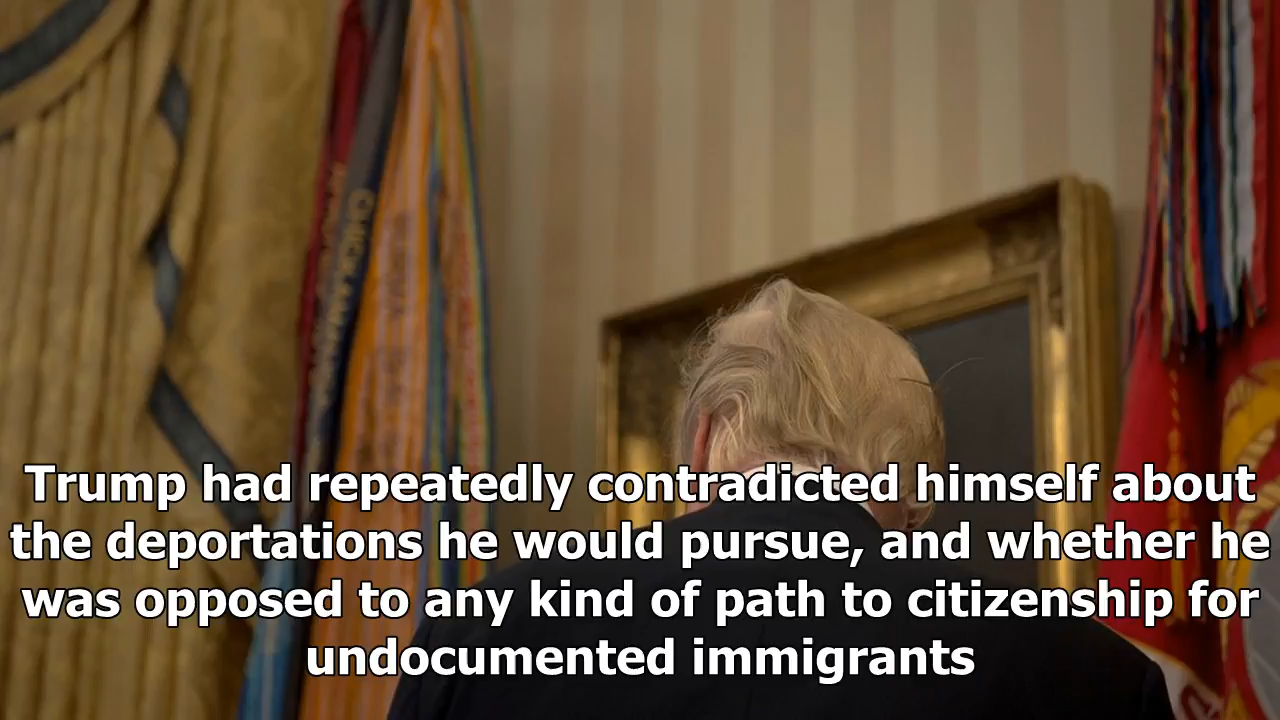 CHICKAMAUGA
Trump had repeatedly contradicted himself about
the deportations he would pursue, and whether he
was opposed to any kind of path to citizenship for
undocumented immigrants